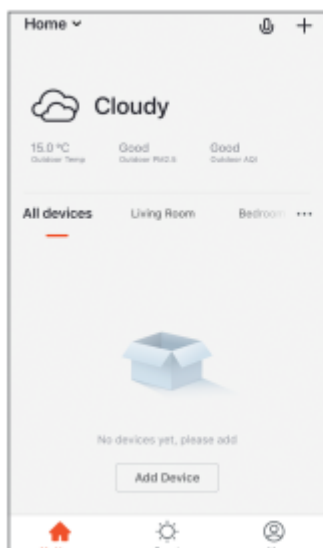 Home
Cloudy
15.0 °C Good Good
Outdoor Temp Outdoor PM2.5 Outdoor AQI
All devices Living Room Bedroom ...
No devices yet, please add
Add Device